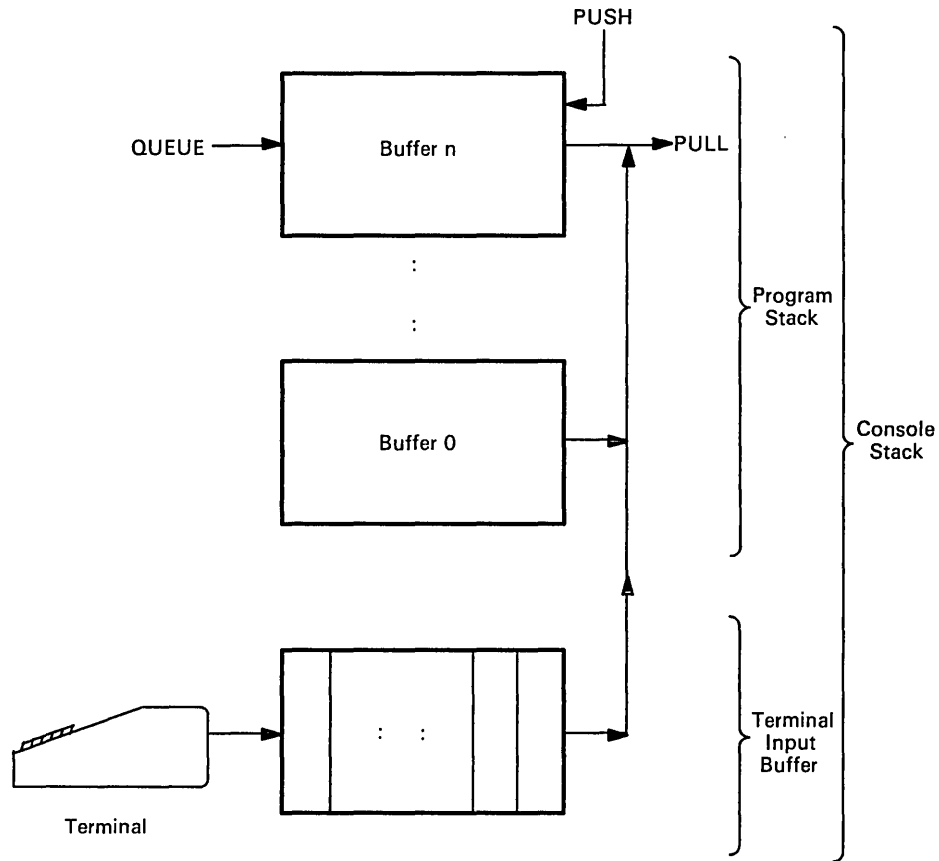 PUSH
QUEUE
Buffer n
PULL
:
:
Program
Stack
Buffer 0
Console
Stack
: :
Terminal
Input
Buffer
Terminal